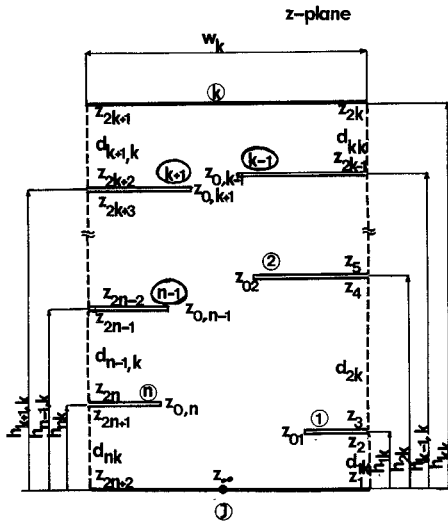 z-plane
w_k
k
z_{2k+1} z_{2k}
d_{k+1,k} d_{kk}
k+1 k-1
z_{2k+2} z_{0,k-1} z_{2k-1}
z_{0,k+1}
z_{2k+3}
2
z_5
z_{02}
z_4
n-1
z_{2n-2}
z_{0,n-1}
z_{2n-1}
d_{n-1,k} d_{2k}
n
z_{2n} z_{0,n}
z_{2n+1}
1
z_3
z_{01}
z_2
d_{nk} d_{1k}
z_{2n+2} z_∞ z_1
h_{k+1,k} h_{n-1,k} h_{nk} h_{1k} h_{2k} h_{k-1,k} h_{kk}